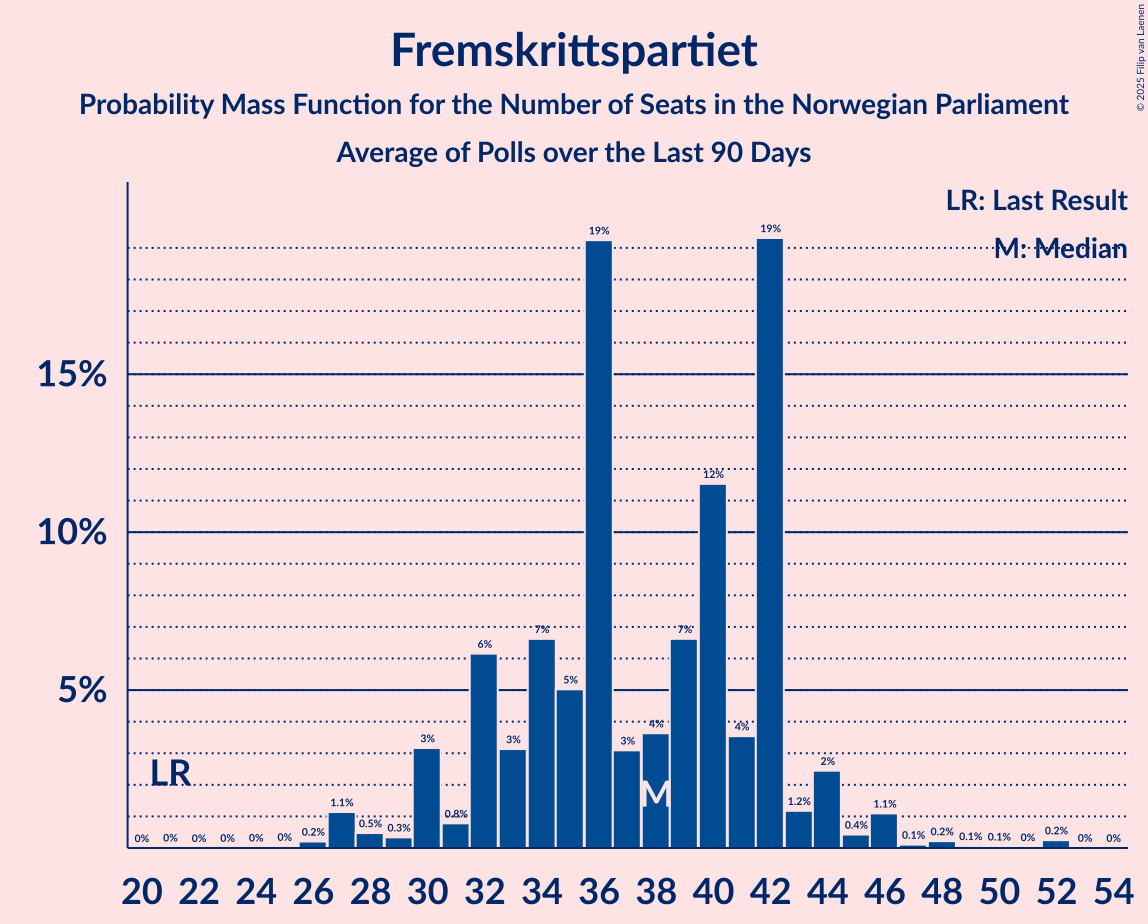 Fremskrittspartiet
Probability Mass Function for the Number of Seats in the Norwegian Parliament
Average of Polls over the Last 90 Days
© 2025 Filip van Laenen
LR: Last Result
M: Median
15%
10%
5%
LR
M
0% 0% 0% 0% 0% 0% 0.2% 1.1% 0.5% 0.3% 3% 0.8% 6% 3% 7% 5% 19% 3% 4% 7% 12% 4% 19% 1.2% 2% 0.4% 1.1% 0.1% 0.2% 0.1% 0.1% 0% 0.2% 0% 0%
20 22 24 26 28 30 32 34 36 38 40 42 44 46 48 50 52 54